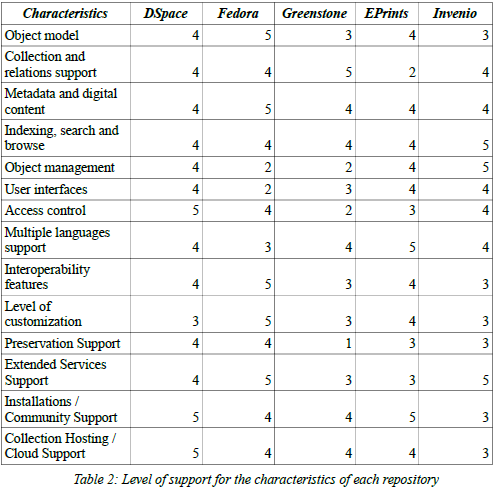 Characteristics DSpace Fedora Greenstone EPrints Invenio
Object model 4 5 3 4 3
Collection and
relations support 4 4 5 2 4
Metadata and digital
content 4 5 4 4 4
Indexing, search and
browse 4 4 4 4 5
Object management 4 2 2 4 5
User interfaces 4 2 3 4 4
Access control 5 4 2 3 4
Multiple languages
support 4 3 4 5 4
Interoperability
features 4 5 3 4 3
Level of
customization 3 5 3 4 3
Preservation Support 4 4 1 3 3
Extended Services
Support 4 5 3 3 5
Installations /
Community Support 5 4 4 5 3
Collection Hosting /
Cloud Support 5 4 4 4 3
Table 2: Level of support for the characteristics of each repository